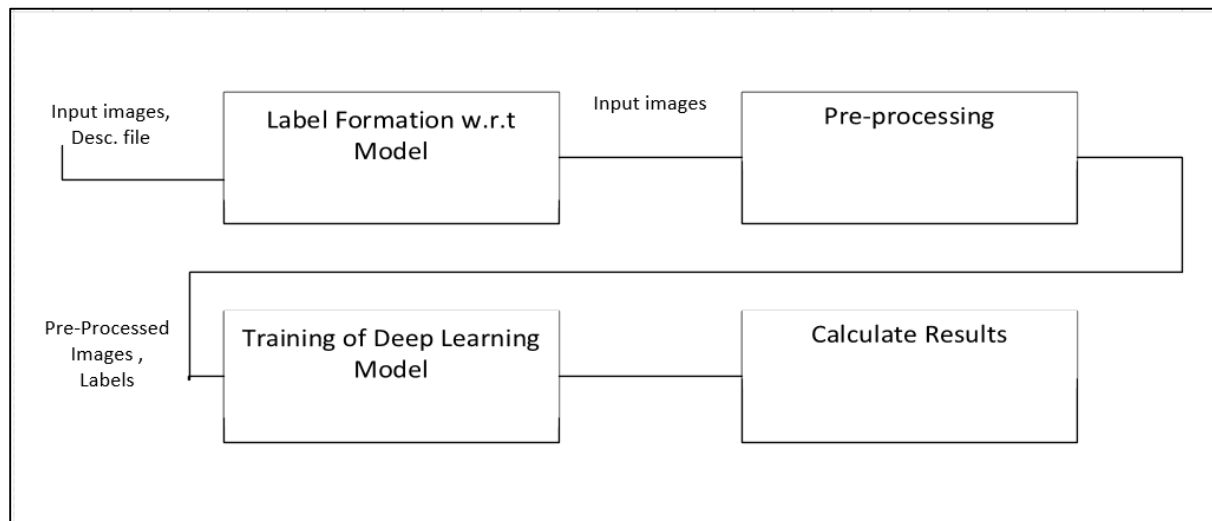 Input images,
Desc. file
Label Formation w.r.t
Model
Input images
Pre-processing
Pre-Processed
Images ,
Labels
Training of Deep Learning
Model
Calculate Results